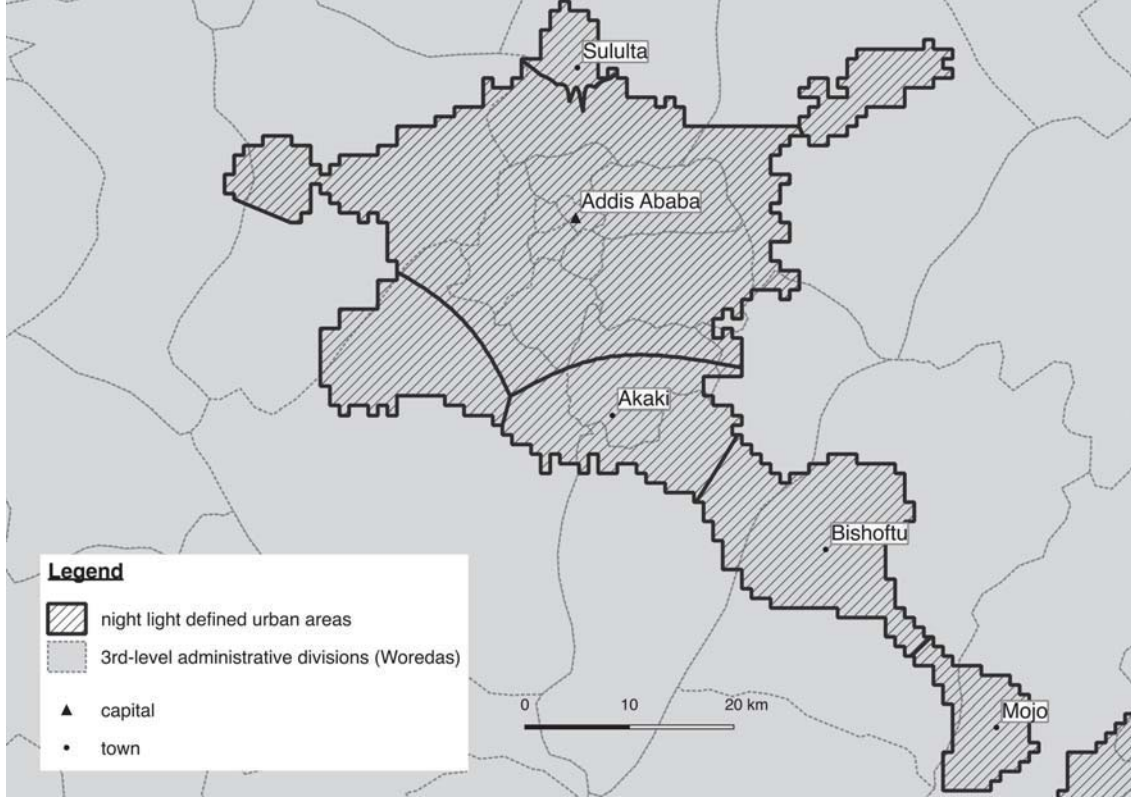 Sululta
Addis Ababa
Akaki
Bishoftu
Mojo
Legend
night light defined urban areas
3rd-level administrative divisions (Woredas)
capital
town
0 10 20 km